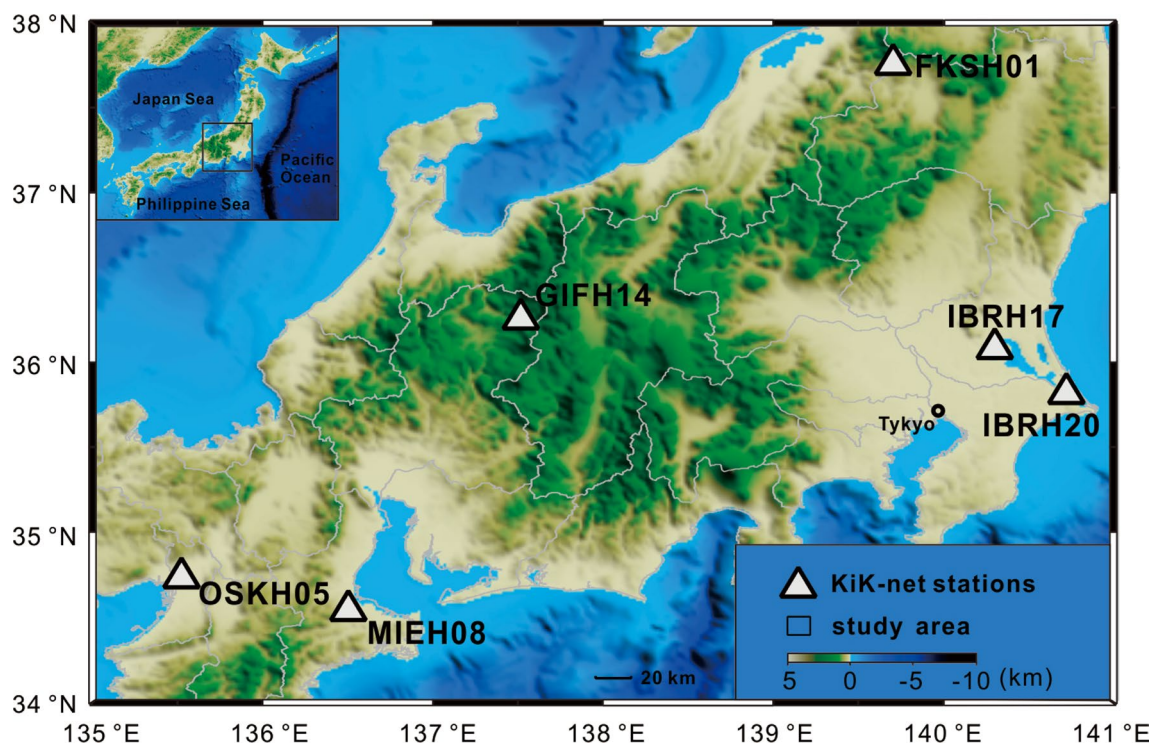 38 °N
37 °N
36 °N
35 °N
34 °N
Japan Sea
Pacific
Ocean
Philippine Sea
FKSH01
GIFH14
IBRH17
IBRH20
Tykyo
OSKH05
MIEH08
KiK-net stations
study area
5 0 -5 -10 (km)
20 km
135 °E 136 °E 137 °E 138 °E 139 °E 140 °E 141 °E